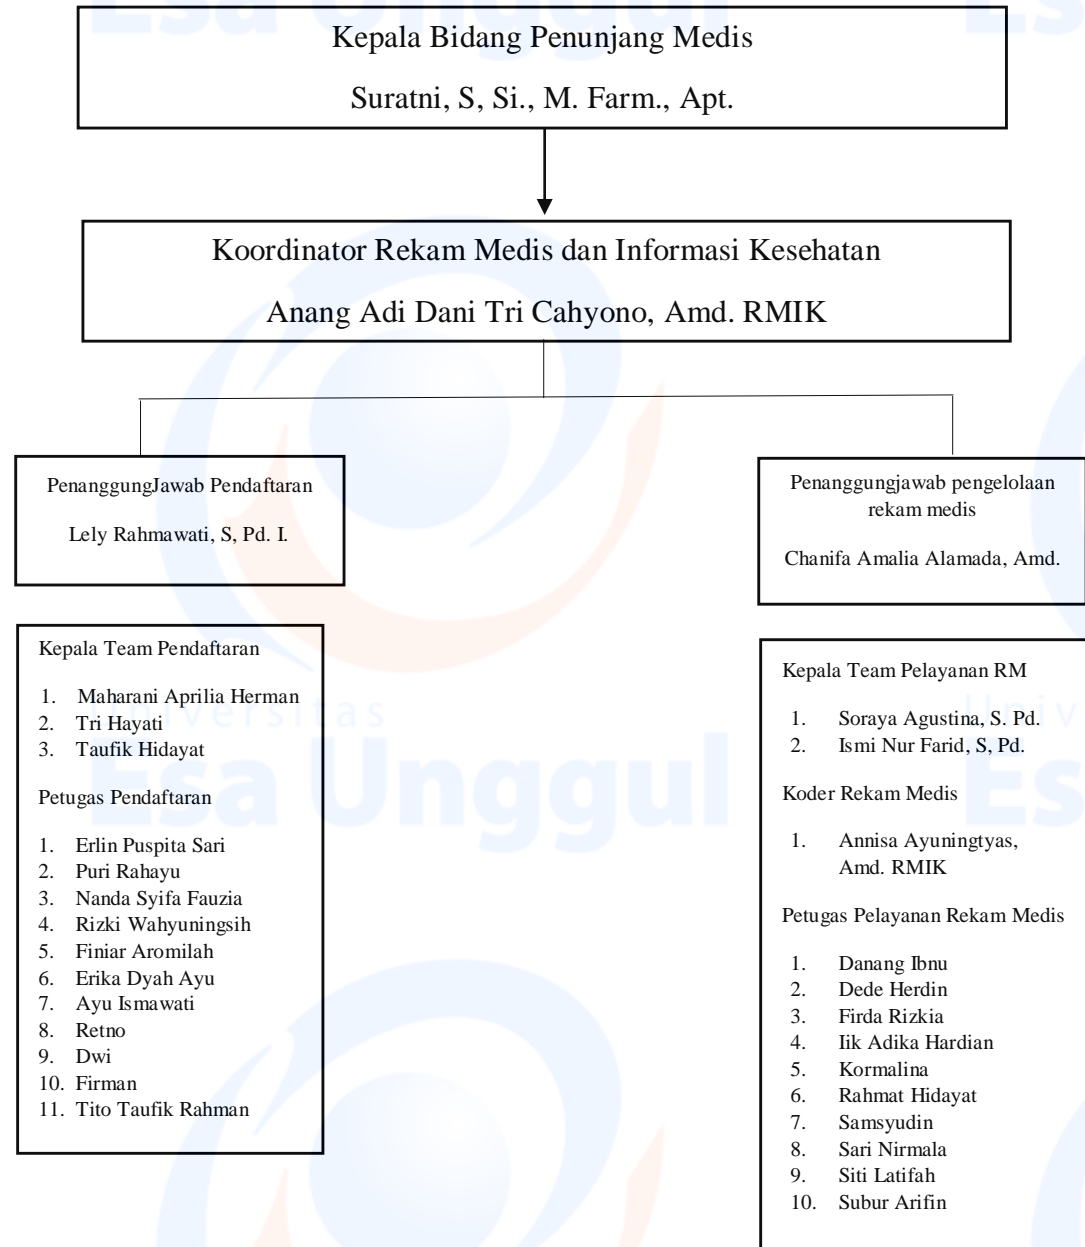 Kepala Bidang Penunjang Medis
Suratni, S, Si., M. Farm., Apt.
Koordinator Rekam Medis dan Informasi Kesehatan
Anang Adi Dani Tri Cahyono, Amd. RMIK
PenanggungJawab Pendaftaran
Lely Rahmawati, S, Pd. I.
Kepala Team Pendaftaran
1. Maharani Aprilia Herman
2. Tri Hayati
3. Taufik Hidayat
Petugas Pendaftaran
1. Erlin Puspita Sari
2. Puri Rahayu
3. Nanda Syifa Fauzia
4. Rizki Wahyuningsih
5. Finiar Aromilah
6. Erika Dyah Ayu
7. Ayu Ismawati
8. Retno
9. Dwi
10. Firman
11. Tito Taufik Rahman
Penanggungjawab pengelolaan
rekam medis
Chanifa Amalia Alamada, Amd.
Kepala Team Pelayanan RM
1. Soraya Agustina, S. Pd.
2. Ismi Nur Farid, S, Pd.
Koder Rekam Medis
1. Annisa Ayuningtyas,
Amd. RMIK
Petugas Pelayanan Rekam Medis
1. Danang Ibnu
2. Dede Herdin
3. Firda Rizkia
4. Iik Adika Hardian
5. Kormalina
6. Rahmat Hidayat
7. Samsyudin
8. Sari Nirmala
9. Siti Latifah
10. Subur Arifin
Esa Unggul
Es
Universitas
Esa Unggul
Univ
Es